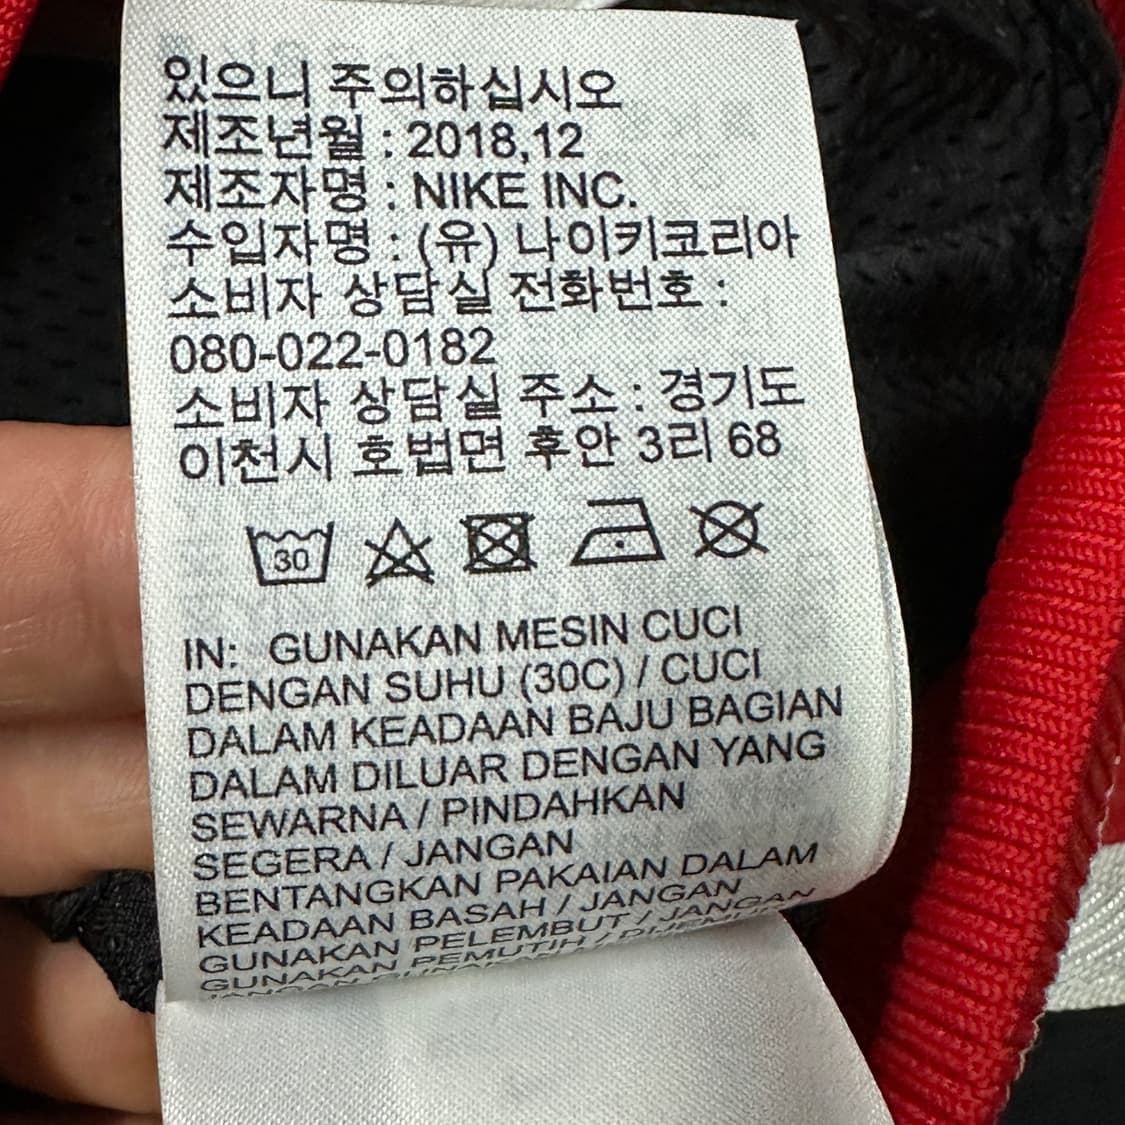 있으니 주의하십시오
제조년월 : 2018,12
제조자명 : NIKE INC.
수입자명 : (유) 나이키코리아
소비자 상담실 전화번호 :
080-022-0182
소비자 상담실 주소 : 경기도
이천시 호법면 후안 3리 68
30
IN: GUNAKAN MESIN CUCI
DENGAN SUHU (30C) / CUCI
DALAM KEADAAN BAJU BAGIAN
DALAM DILUAR DENGAN YANG
SEWARNA / PINDAHKAN
SEGERA / JANGAN
BENTANGKAN PAKAIAN DALAM
KEADAAN BASAH / JANGAN
GUNAKAN PELEMBUT / JANGAN
GUNAKAN PEMUTIH /